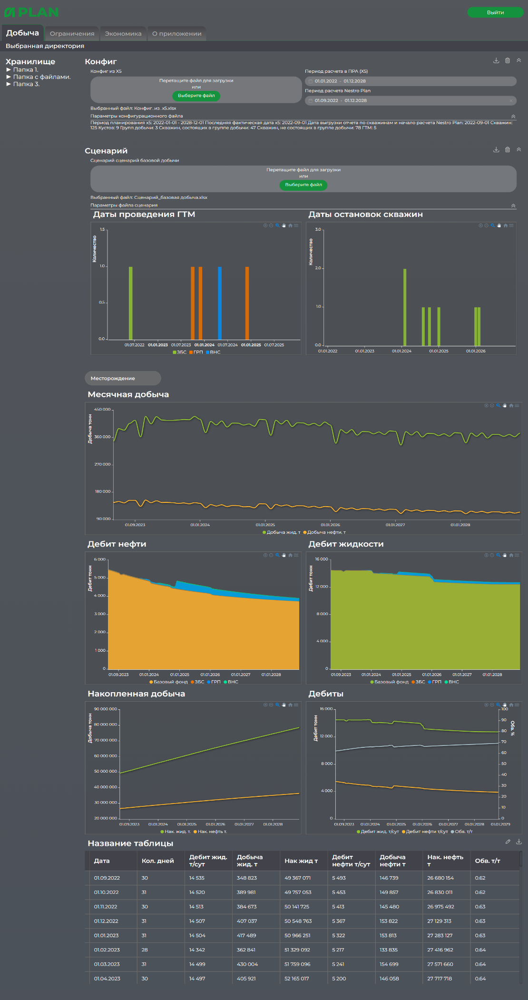 PLAN
Выйти
Добыча
Ограничения
Экономика
О приложении
Выбранная директория
Хранилище
► Папка 1.
► Папка с файлами.
► Папка 3.
Конфиг
Конфиг из X5
Перетащите файл для загрузки
или
Выберите файл
Выбранный файл: Конфиг_из_x5.xlsx
Период расчета в ПРА (X5)
01.01.2022 - 01.12.2028
Период расчета Nestro Plan
01.09.2022 - 01.12.2028
Параметры конфигурационного файла
Период планирования x5: 2022-01-01 - 2028-12-01 Последняя фактическая дата x5: 2022-09-01 Дата выгрузки отчета по скважинам и начало расчета Nestro Plan: 2022-09-01 Скважин:
125 Кустов: 9 Групп добычи: 3 Скважин, состоящих в группе добычи: 47 Скважин, не состоящих в группе добычи: 78 ГТМ: 5
Сценарий
Сценарий сценарий базовой добычи
Перетащите файл для загрузки
или
Выберите файл
Выбранный файл: Сценарий_базовая добыча.xlsx
Параметры файла сценария
Даты проведения ГТМ
Количество
1.5
1.0
0.5
0.0
01.07.2022 01.01.2023 01.07.2023 01.01.2024 01.07.2024 01.01.2025 01.07.2025
ЗБС ГРП ВНС
Даты остановок скважин
Количество
3.0
2.0
1.0
0.0
01.01.2022 01.01.2023 01.01.2024 01.01.2025 01.01.2026
Месторождение
Месячная добыча
Добыча тонн
450 000
360 000
270 000
180 000
90 000
01.09.2023 01.01.2024 01.01.2025 01.01.2026 01.01.2027 01.01.2028
Добыча жид. т Добыча нефти. т
Дебит нефти
Дебит тонн
6 000
5 000
4 000
3 000
2 000
1 000
0
01.09.2023 01.01.2024 01.01.2025 01.01.2026 01.01.2027 01.01.2028
Базовый фонд ЗБС ГРП ВНС
Дебит жидкости
Дебит тонн
16 000
12 000
8 000
4 000
0
01.09.2023 01.01.2024 01.01.2025 01.01.2026 01.01.2027 01.01.2028
Базовый фонд ЗБС ГРП ВНС
Накопленная добыча
Добыча тонн
90 000 000
80 000 000
70 000 000
60 000 000
50 000 000
40 000 000
30 000 000
20 000 000
01.09.2023 01.01.2024 01.01.2025 01.01.2026 01.01.2027 01.01.2028
Нак. жид. т. Нак. нефть т.
Дебиты
Дебит тонн
16 000
12 000
8 000
4 000
0
Обв. %
100
90
80
70
60
50
40
30
20
10
0
01.09.2023 01.01.2024 01.01.2025 01.01.2026 01.01.2027 01.01.2028 01.01.2029
Дебит жид. т/сут Дебит нефти т/сут Обв. т/т
Название таблицы
Дата Кол. дней Дебит жид. т/сут Добыча жид. т Нак жид т Дебит нефти т/сут Добыча нефти т Нак. нефть т Обв. т/т
01.09.2022 30 14 535 348 823 49 367 071 5 493 146 739 26 680 154 0.62
01.10.2022 31 14 520 389 981 49 757 053 5 453 149 857 26 830 011 0.62
01.11.2022 30 14 513 384 673 50 141 725 5 413 145 480 26 975 492 0.63
01.12.2022 31 14 507 407 037 50 548 763 5 367 153 822 27 129 313 0.63
01.01.2023 31 14 504 417 489 50 966 251 5 322 153 813 27 283 127 0.63
01.02.2023 28 14 342 362 841 51 329 092 5 217 133 835 27 416 962 0.64
01.03.2023 31 14 499 430 004 51 759 096 5 241 154 699 27 571 660 0.64
01.04.2023 30 14 497 405 921 52 165 017 5 200 146 058 27 717 718 0.64